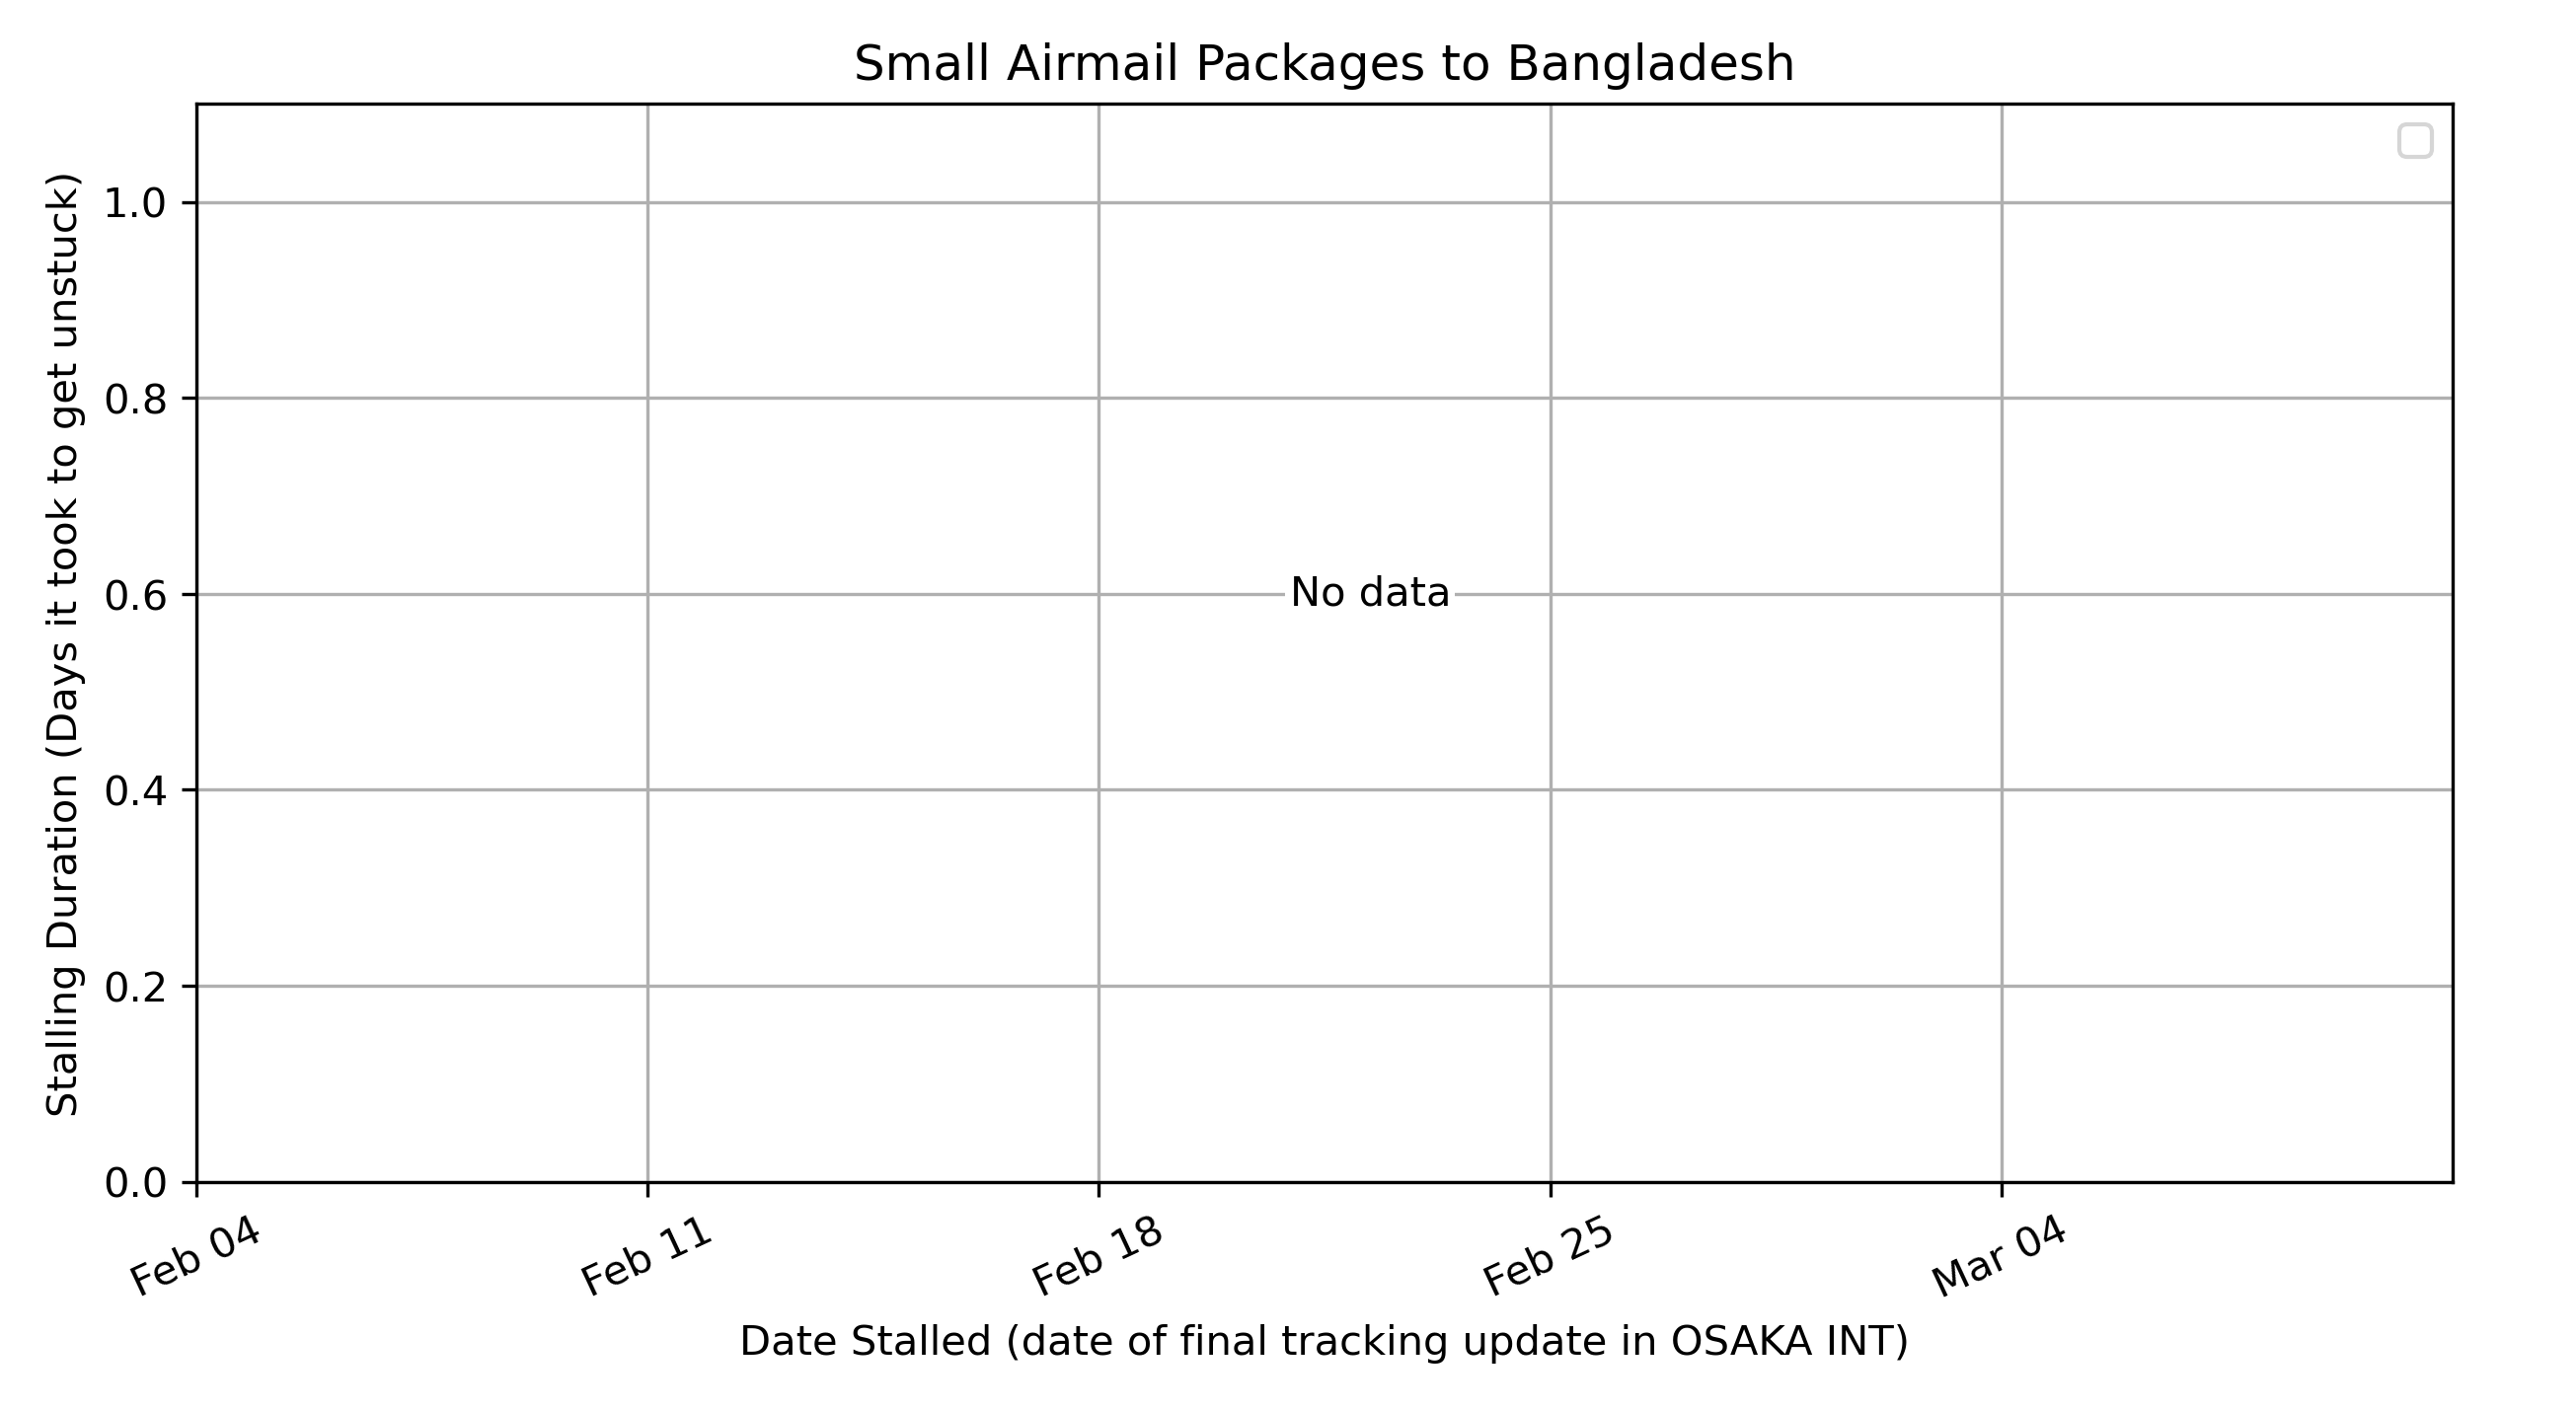 Small Airmail Packages to Bangladesh
Stalling Duration (Days it took to get unstuck)
1.0
0.8
0.6
0.4
0.2
0.0
No data
Feb 04
Feb 11
Feb 18
Feb 25
Mar 04
Date Stalled (date of final tracking update in OSAKA INT)